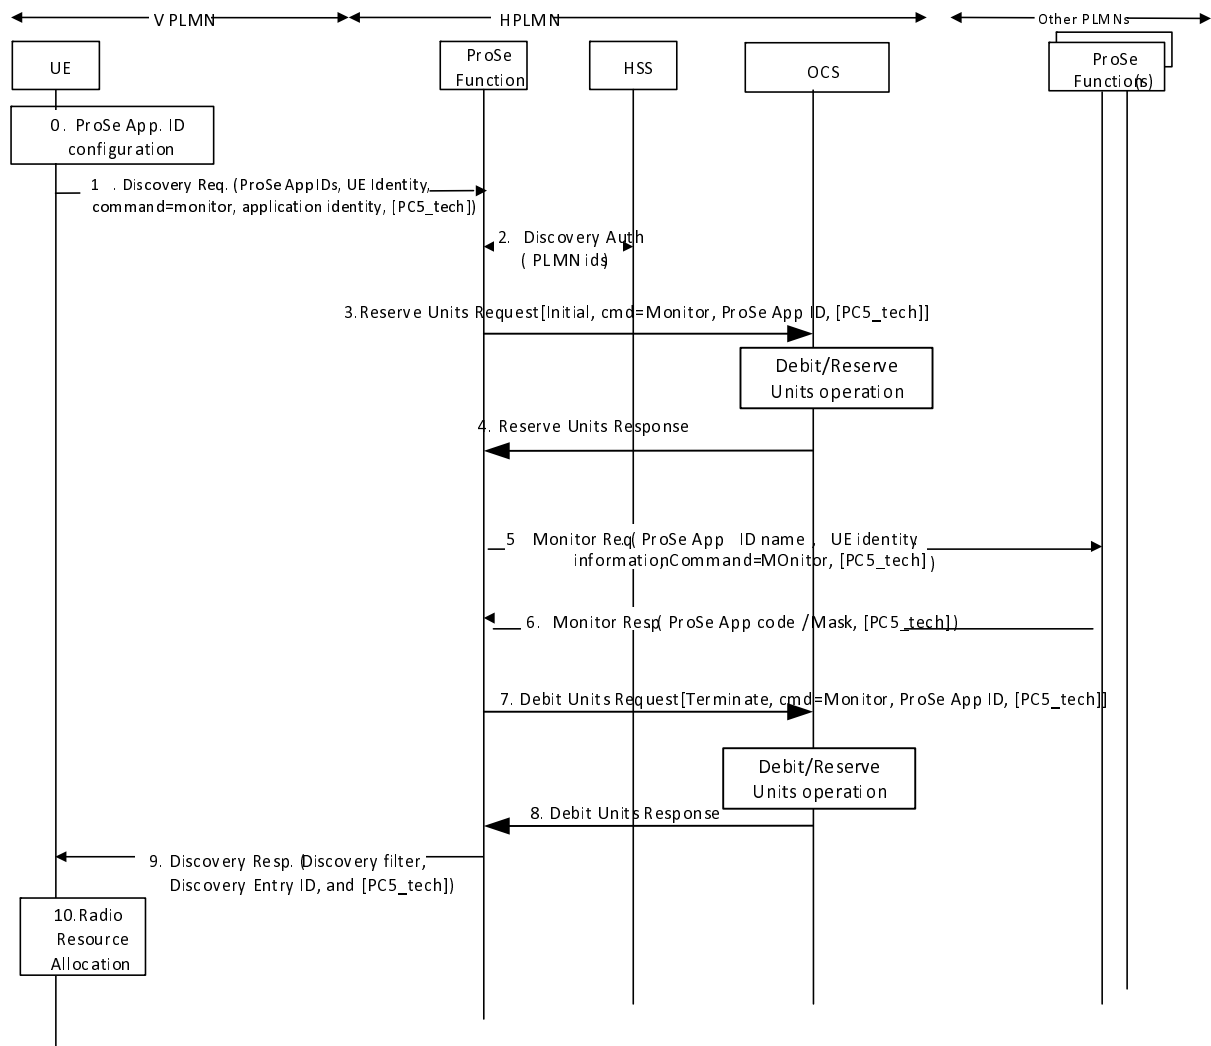 V PLMN
HPLMN
Other PLMNs
UE
ProSe
Function
HSS
OCS
ProSe
Function(s)
0. ProSe App. ID
configuration
1 . Discovery Req. (ProSe App IDs, UE Identity,
command=monitor, application identity, [PC5_tech])
2. Discovery Auth
( PLMN ids)
3.Reserve Units Request[Initial, cmd=Monitor, ProSe App ID, [PC5_tech]]
Debit/Reserve
Units operation
4. Reserve Units Response
5 Monitor Req.( ProSe App ID name , UE identity
information,Command=MOnitor, [PC5_tech] )
6. Monitor Resp.( ProSe App code /Mask, [PC5_tech])
7. Debit Units Request[Terminate, cmd=Monitor, ProSe App ID, [PC5_tech]]
Debit/Reserve
Units operation
8. Debit Units Response
9. Discovery Resp. (Discovery filter,
Discovery Entry ID, and [PC5_tech])
10.Radio
Resource
Allocation